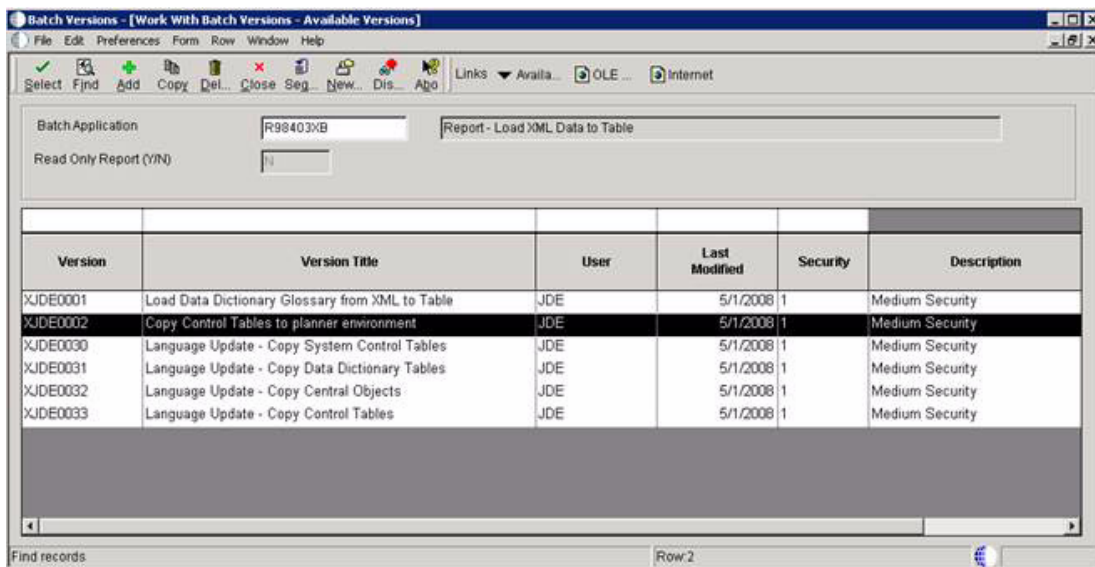 Batch Versions - [Work With Batch Versions - Available Versions]
File Edit Preferences Form Row Window Help
Select Find Add Copy Del... Close Seq... New... Dis... Abo Links Availa... OLE ... Internet
Batch Application R98403XB Report - Load XML Data to Table
Read Only Report (Y/N) N
Version Version Title User Last Modified Security Description
XJDE0001 Load Data Dictionary Glossary from XML to Table JDE 5/1/2008 1 Medium Security
XJDE0002 Copy Control Tables to planner environment JDE 5/1/2008 1 Medium Security
XJDE0030 Language Update - Copy System Control Tables JDE 5/1/2008 1 Medium Security
XJDE0031 Language Update - Copy Data Dictionary Tables JDE 5/1/2008 1 Medium Security
XJDE0032 Language Update - Copy Central Objects JDE 5/1/2008 1 Medium Security
XJDE0033 Language Update - Copy Control Tables JDE 5/1/2008 1 Medium Security
Find records Row:2